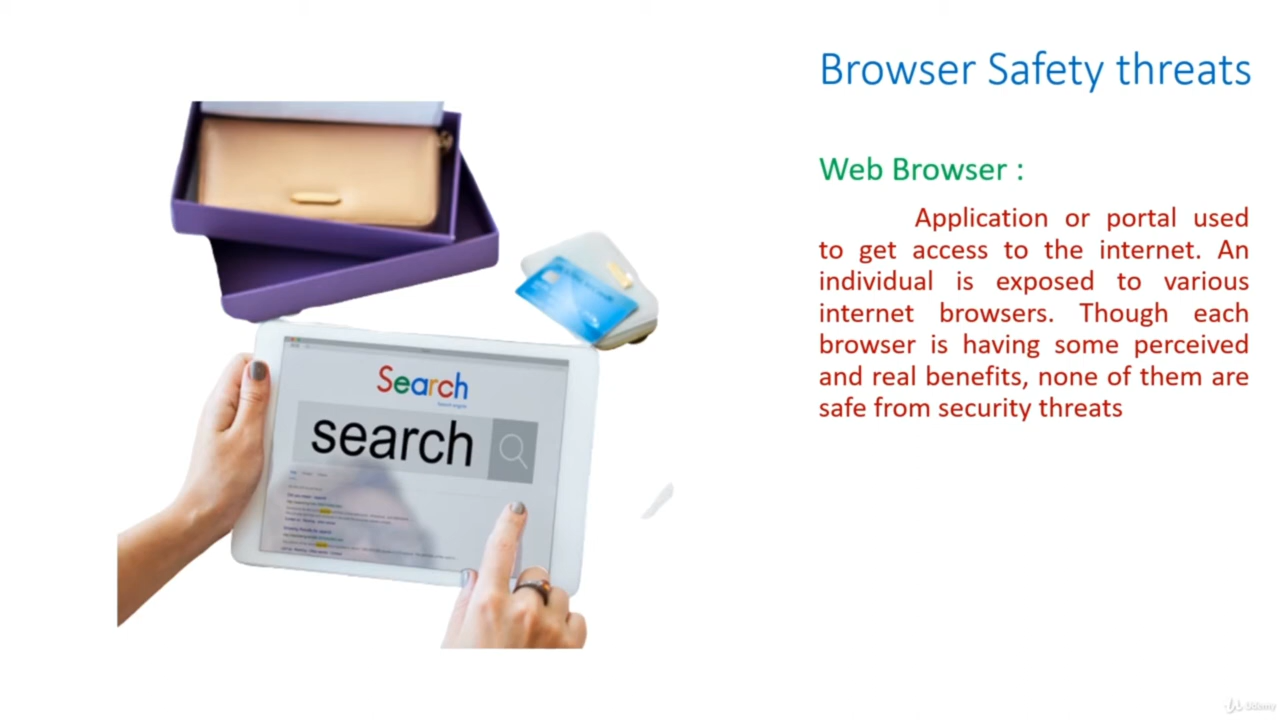 Browser Safety threats
Web Browser :
Application or portal used
to get access to the internet. An
individual is exposed to various
internet browsers. Though each
browser is having some perceived
and real benefits, none of them are
safe from security threats
Search
search
Udemy